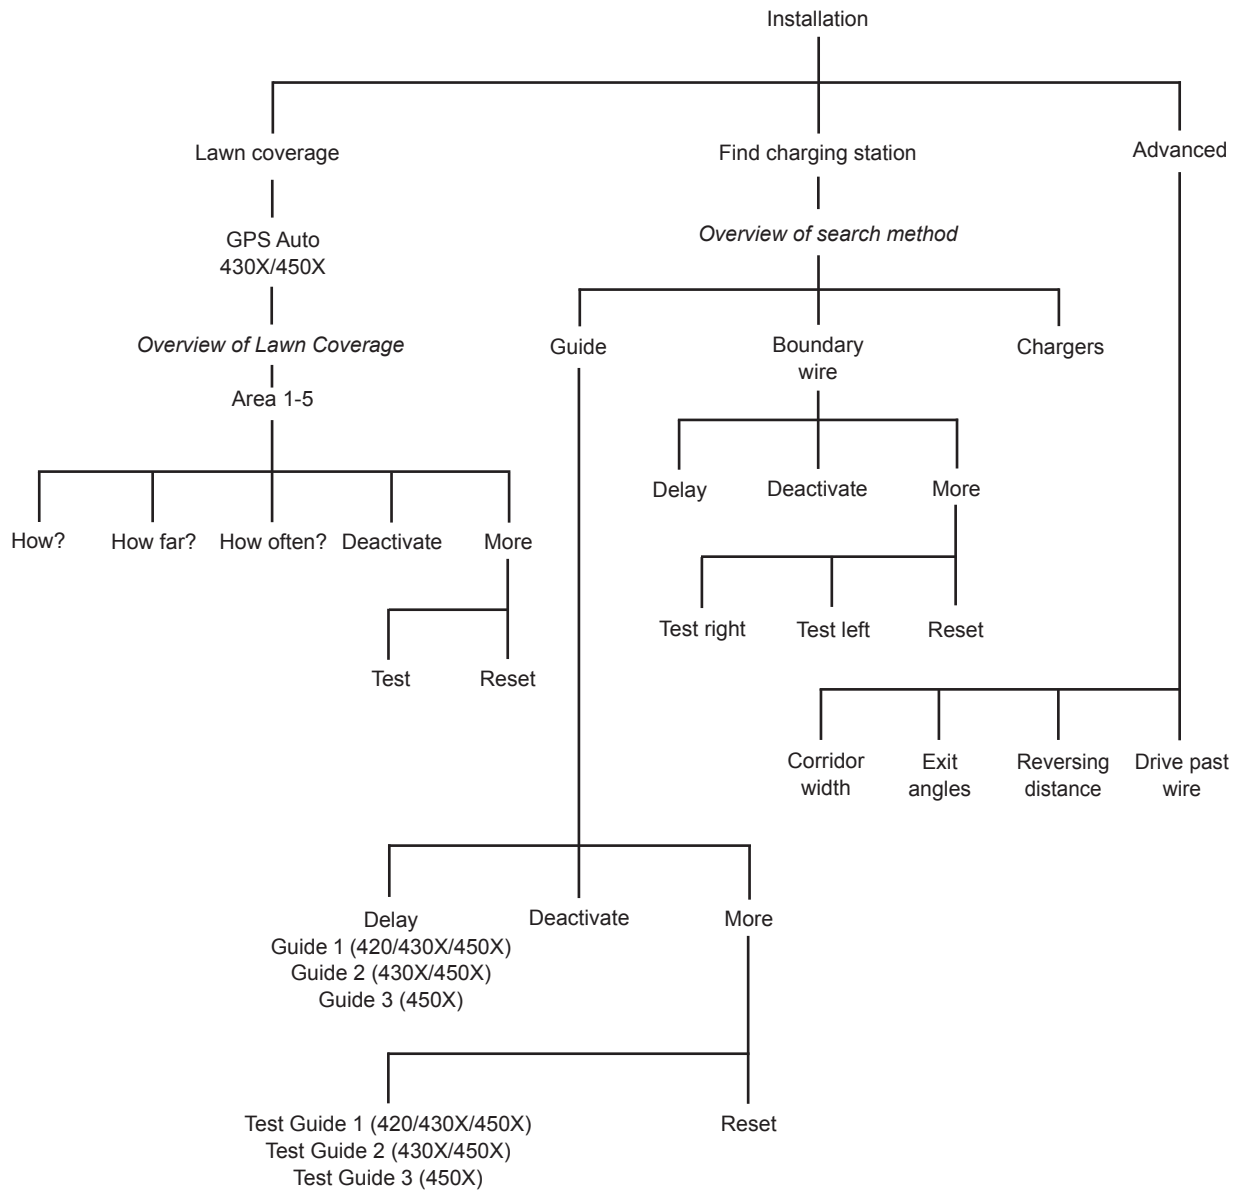 Installation
Lawn coverage
Find charging station
Advanced
GPS Auto
430X/450X
Overview of search method
Overview of Lawn Coverage
Guide
Boundary
wire
Chargers
Area 1-5
Delay
Deactivate
More
How?
How far?
How often?
Deactivate
More
Test right
Test left
Reset
Test
Reset
Corridor
width
Exit
angles
Reversing
distance
Drive past
wire
Delay
Guide 1 (420/430X/450X)
Guide 2 (430X/450X)
Guide 3 (450X)
Deactivate
More
Test Guide 1 (420/430X/450X)
Test Guide 2 (430X/450X)
Test Guide 3 (450X)
Reset